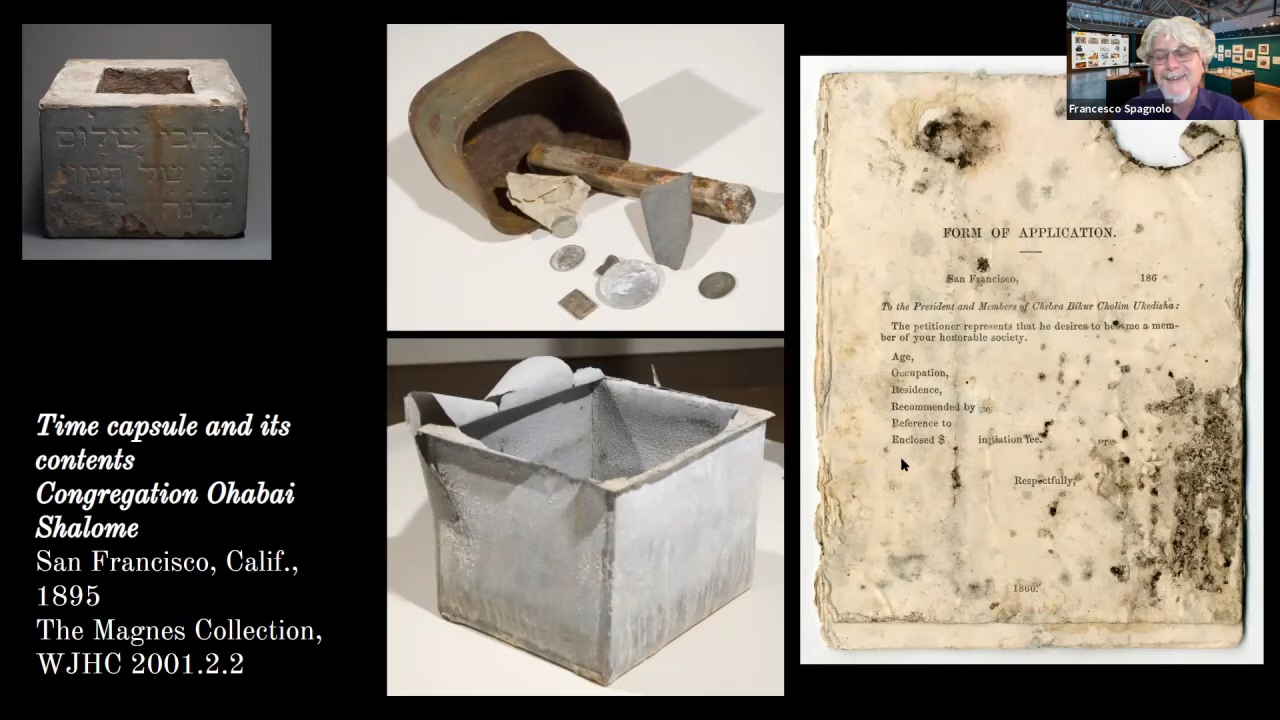 אהבי שלום
של
Time capsule and its
contents
Congregation Ohabai
Shalome
San Francisco, Calif.,
1895
The Magnes Collection,
WJHC 2001.2.2
FORM OF APPLICATION.
San Francisco, 186
To the President and Members of Chebra Bikur Cholim Ukedisha:
The petitioner represents that he desires to become a mem-
ber of your honorable society.
Age,
Occupation,
Residence,
Recommended by
Reference to
Enclosed $ initiation fee.
Respectfully,
1860.
Francesco Spagnolo